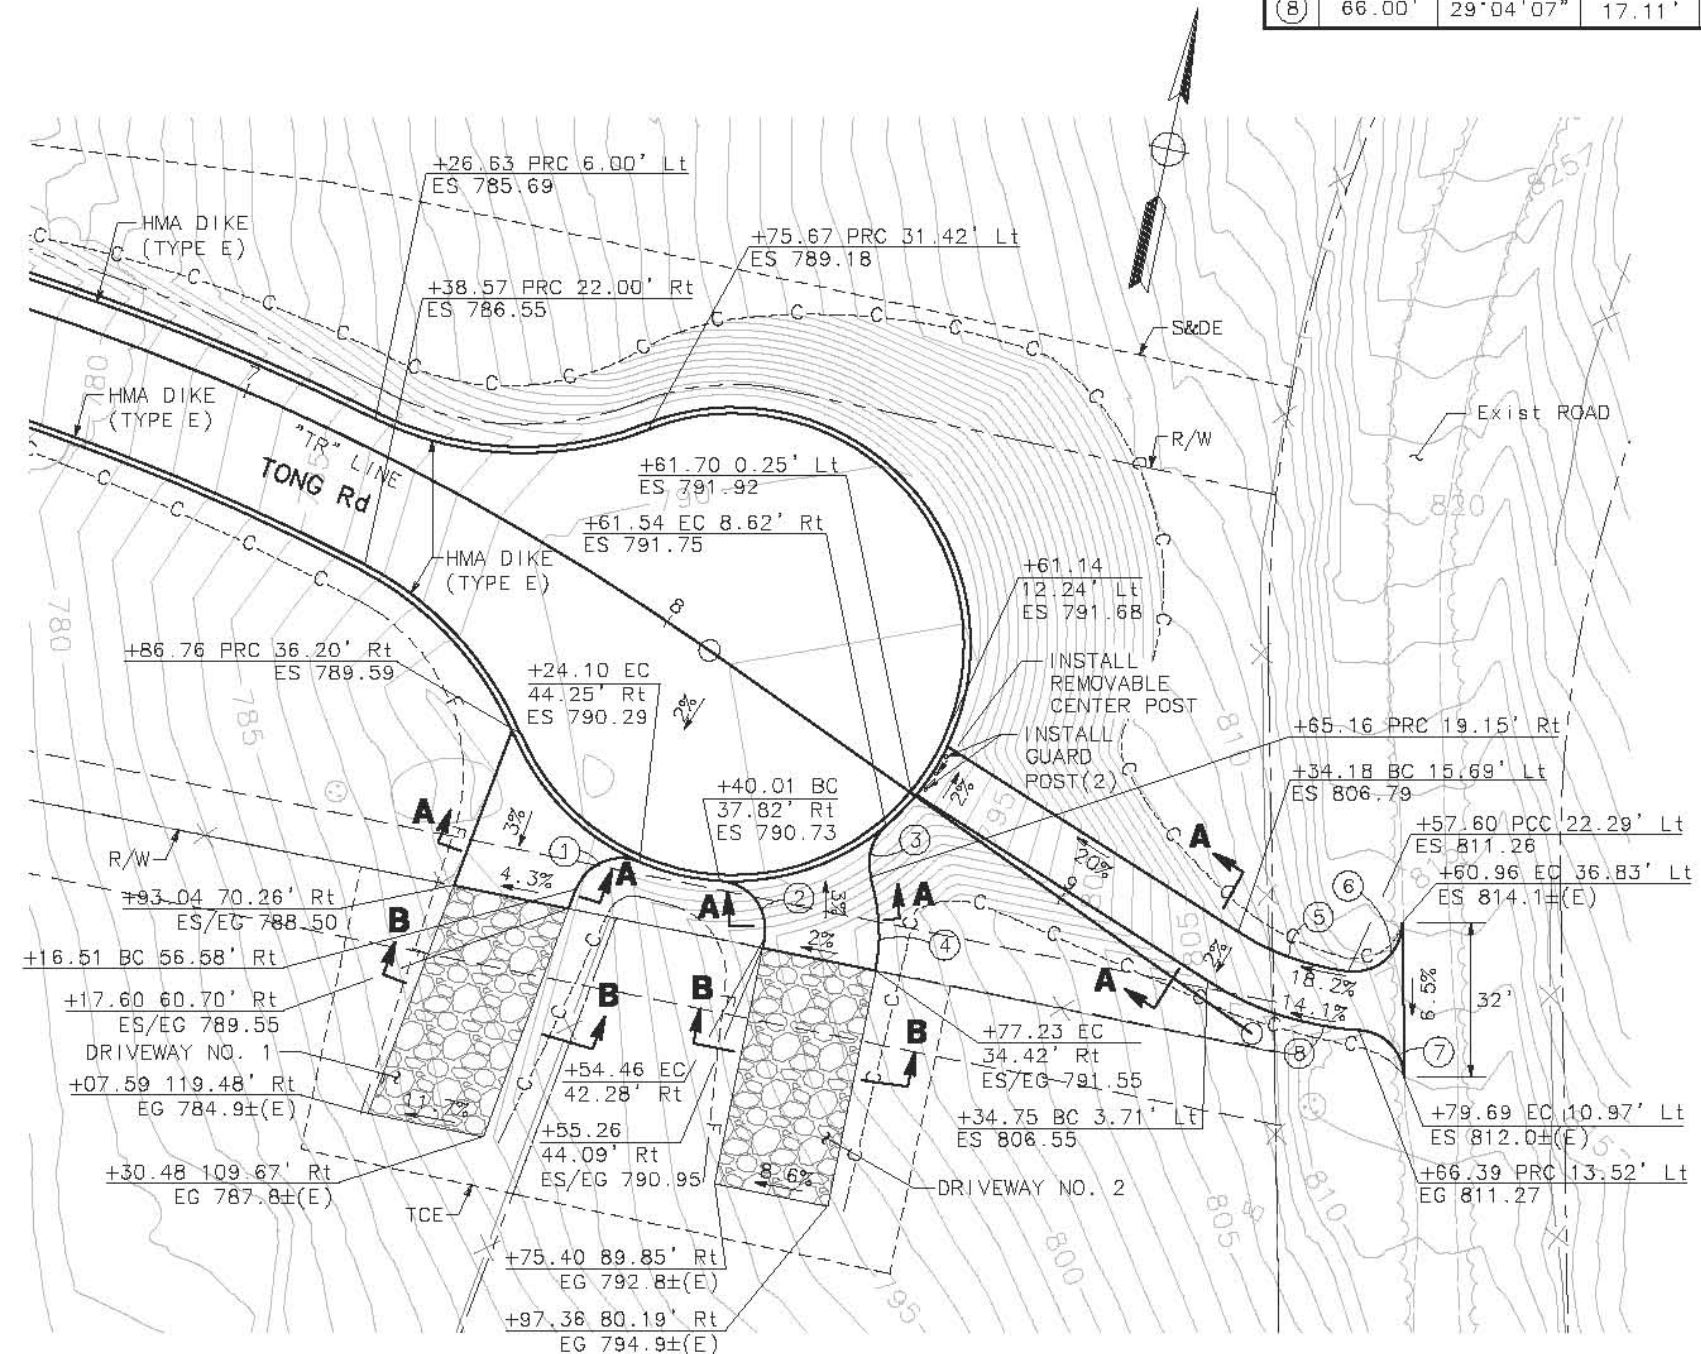 8 66.00' 29°04'07" 17.11'
+26.63 PRC 6.00' Lt
ES 785.69
HMA DIKE
(TYPE E)
+75.67 PRC 31.42' Lt
ES 789.18
+38.57 PRC 22.00' Rt
ES 786.55
S&DE
825
080
HMA DIKE
(TYPE E)
Exist ROAD
R/W
"TR" LINE
TONG Rd
7
+61.70 0.25' Lt
ES 791.92
790
820
+61.54 EC 8.62' Rt
ES 791.75
HMA DIKE
(TYPE E)
+61.14
12.24' Lt
ES 791.68
780
8
+86.76 PRC 36.20' Rt
ES 789.59
+24.10 EC
44.25' Rt
ES 790.29
2%
INSTALL
REMOVABLE
CENTER POST
INSTALL
GUARD
POST(2)
785
810
+65.16 PRC 19.15' Rt
+34.18 BC 15.69' Lt
ES 806.79
+40.01 BC
37.82' Rt
ES 790.73
2%
795
A
3%
+57.60 PCC 22.29' Lt
ES 811.26
R/W
1
3
20%
9
A
4.3%
A
2
3%
A
A
6
+60.96 EC 36.83' Lt
ES 814.1±(E)
+93.04 70.26' Rt
ES/EG 788.50
5
B
2%
4
805
2%
+16.51 BC 56.58' Rt
A
18.2%
6.5%
32'
+17.60 60.70' Rt
ES/EG 789.55
B
B
B
14.1%
8
7
DRIVEWAY NO. 1
+77.23 EC
34.42' Rt
ES/EG 791.55
+54.46 EC
42.28' Rt
+07.59 119.48' Rt
EG 784.9±(E)
11.7%
+34.75 BC 3.71' Lt
ES 806.55
+79.69 EC 10.97' Lt
ES 812.0±(E)
+55.26
44.09' Rt
ES/EG 790.95
+30.48 109.67' Rt
EG 787.8±(E)
8.6%
DRIVEWAY NO. 2
+66.39 PRC 13.52' Lt
EG 811.27
TCE
805
810
800
+75.40 89.85' Rt
EG 792.8±(E)
795
+97.36 80.19' Rt
EG 794.9±(E)